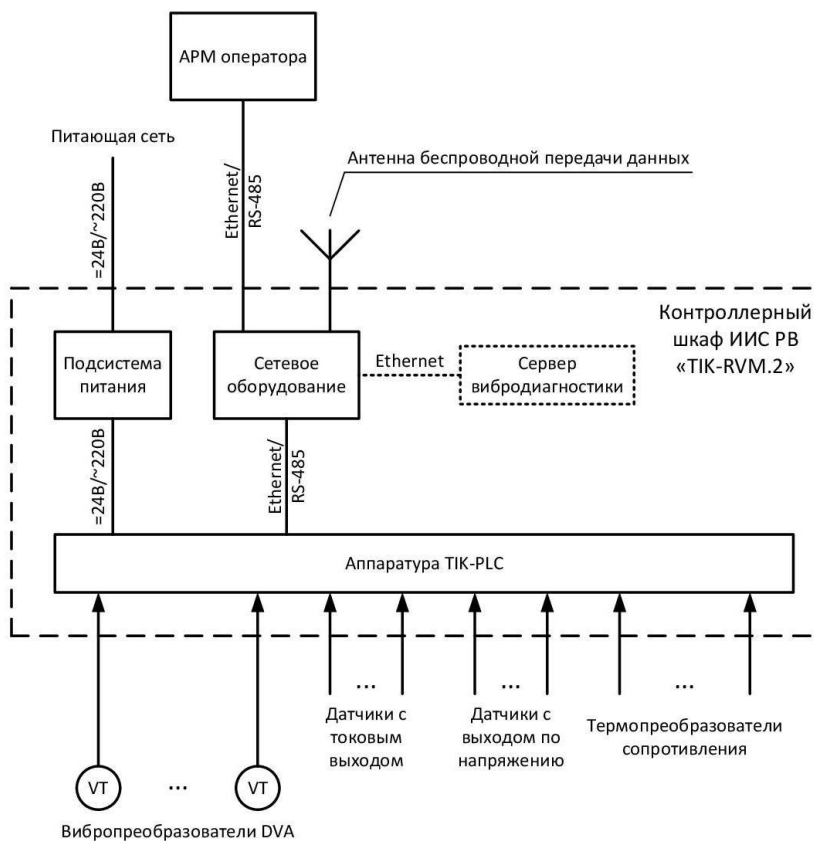 АРМ оператора
Питающая сеть
Антенна беспроводной передачи данных
=24В/~220В
Ethernet/
RS-485
Контроллерный
шкаф ИИС РВ
«TIK-RVM.2»
Подсистема
питания
Сетевое
оборудование
Ethernet
Сервер
вибродиагностики
=24В/~220В
Ethernet/
RS-485
Аппаратура TIK-PLC
...
...
...
Датчики с
токовым
выходом
Датчики с
выходом по
напряжению
Термопреобразователи
сопротивления
VT
...
VT
Вибропреобразователи DVA